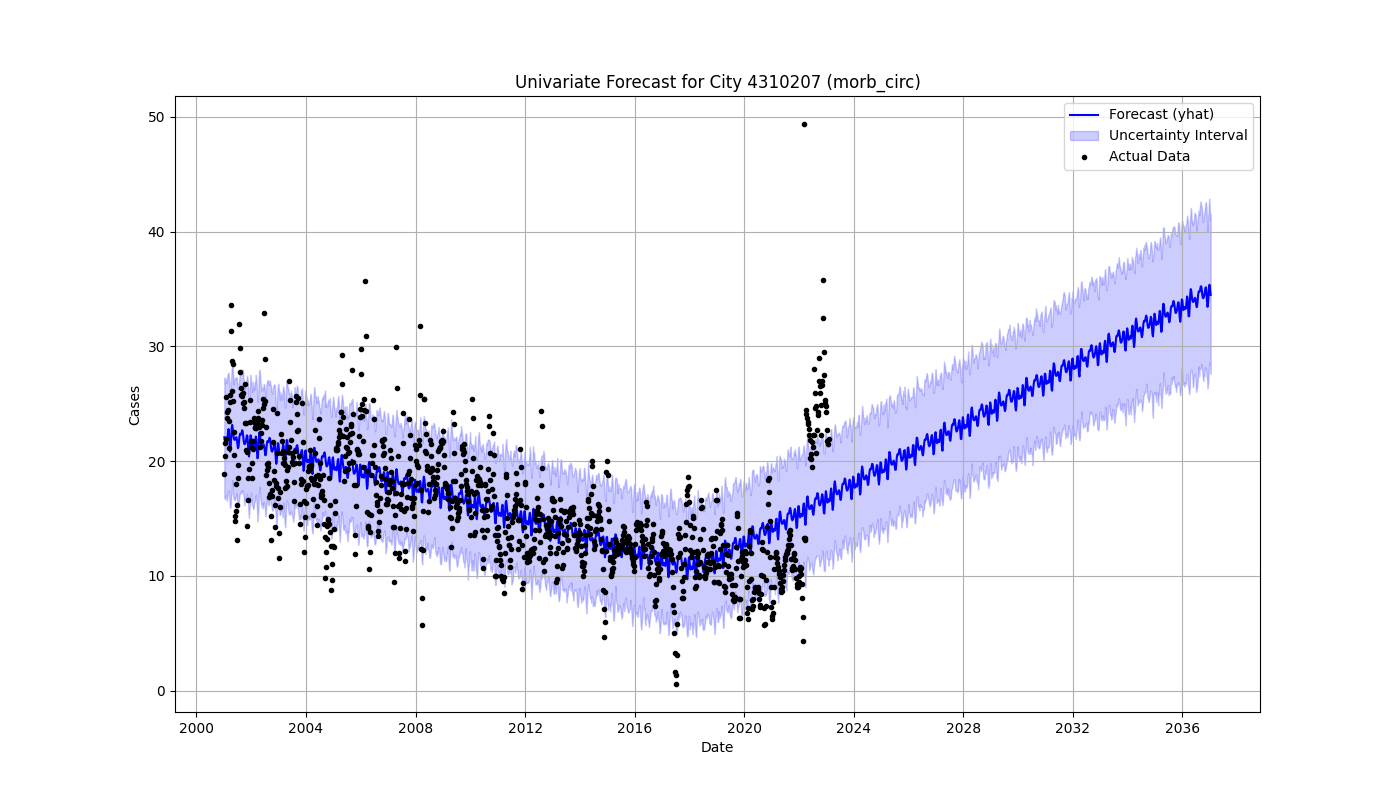 Univariate Forecast for City 4310207 (morb_circ)
Forecast (yhat)
Uncertainty Interval
Actual Data
50
40
30
20
10
0
Cases
2000 2004 2008 2012 2016 2020 2024 2028 2032 2036
Date